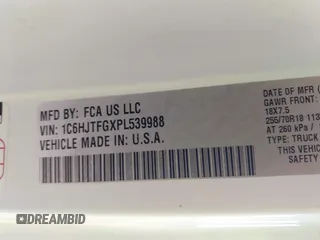 MFD BY: FCA US LLC
VIN: 1C6HJTFGXPL539988
VEHICLE MADE IN: U.S.A.
DATE OF MFR
GAWR FRONT:
18X7.5
255/70R18 113
AT 260 kPa /
TYPE: TRUCK
THIS VEHICLE
SAFETY
DREAMBID